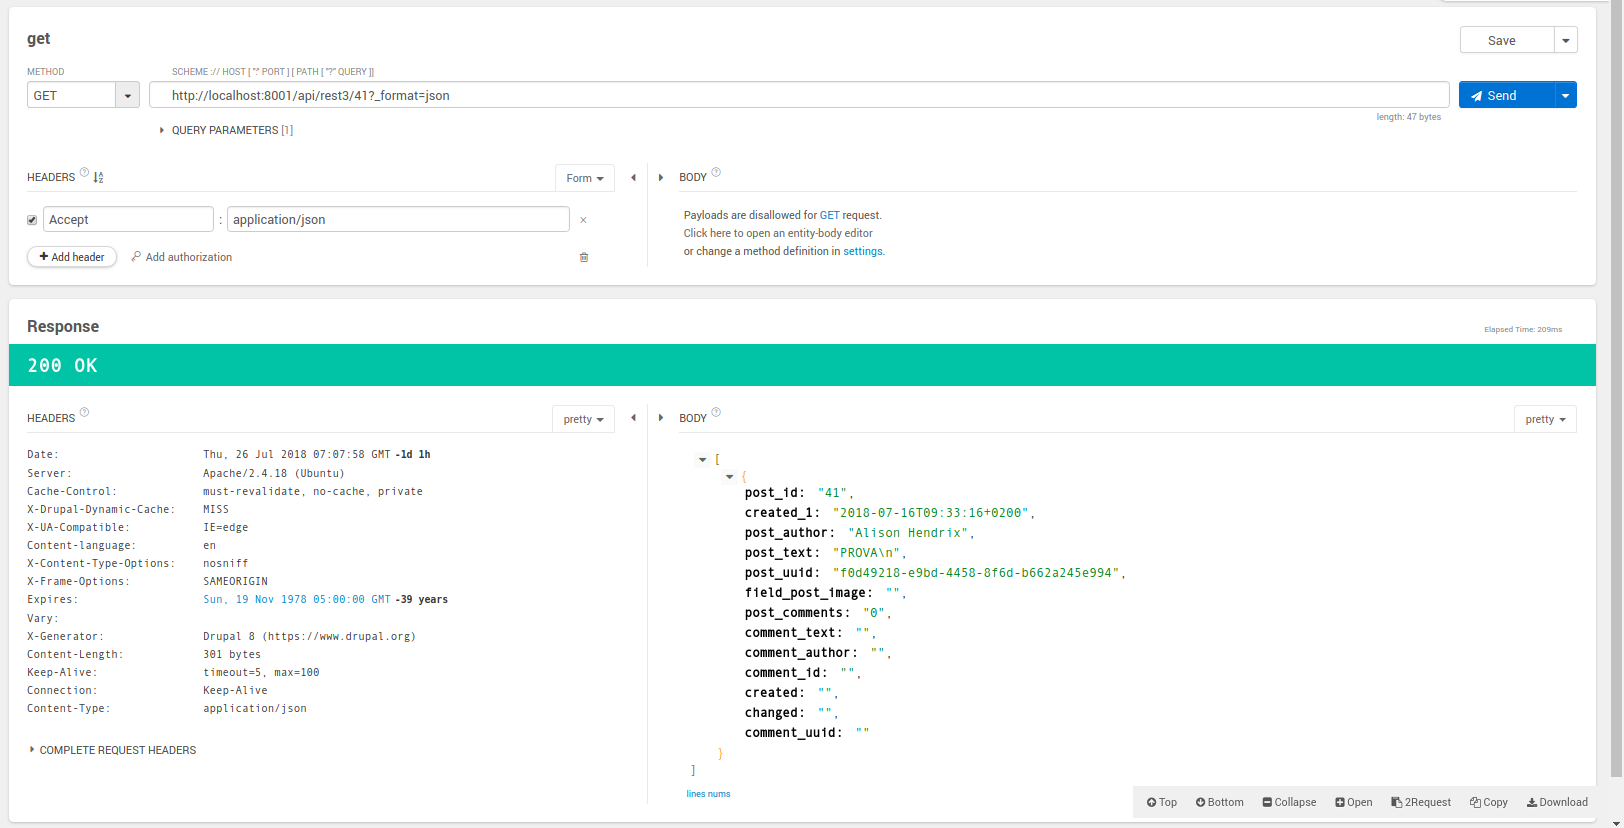 get
Save
METHOD
SCHEME :// HOST [ ":" PORT ] [ PATH [ "?" QUERY ]]
GET
http://localhost:8001/api/rest3/41?_format=json
Send
length: 47 bytes
QUERY PARAMETERS [1]
HEADERS ?
Form
BODY ?
Accept : application/json ×
Payloads are disallowed for GET request.
Click here to open an entity-body editor
or change a method definition in settings.
+ Add header
Add authorization
Response
Elapsed Time: 209ms
200 OK
HEADERS ?
pretty
BODY ?
pretty
Date: Thu, 26 Jul 2018 07:07:58 GMT -1d 1h
Server: Apache/2.4.18 (Ubuntu)
Cache-Control: must-revalidate, no-cache, private
X-Drupal-Dynamic-Cache: MISS
X-UA-Compatible: IE=edge
Content-language: en
X-Content-Type-Options: nosniff
X-Frame-Options: SAMEORIGIN
Expires: Sun, 19 Nov 1978 05:00:00 GMT -39 years
Vary:
X-Generator: Drupal 8 (https://www.drupal.org)
Content-Length: 301 bytes
Keep-Alive: timeout=5, max=100
Connection: Keep-Alive
Content-Type: application/json
COMPLETE REQUEST HEADERS
[
{
post_id: "41",
created_1: "2018-07-16T09:33:16+0200",
post_author: "Alison Hendrix",
post_text: "PROVA\n",
post_uuid: "f0d49218-e9bd-4458-8f6d-b662a245e994",
field_post_image: "",
post_comments: "0",
comment_text: "",
comment_author: "",
comment_id: "",
created: "",
changed: "",
comment_uuid: ""
}
]
lines nums
Top
Bottom
Collapse
Open
2Request
Copy
Download